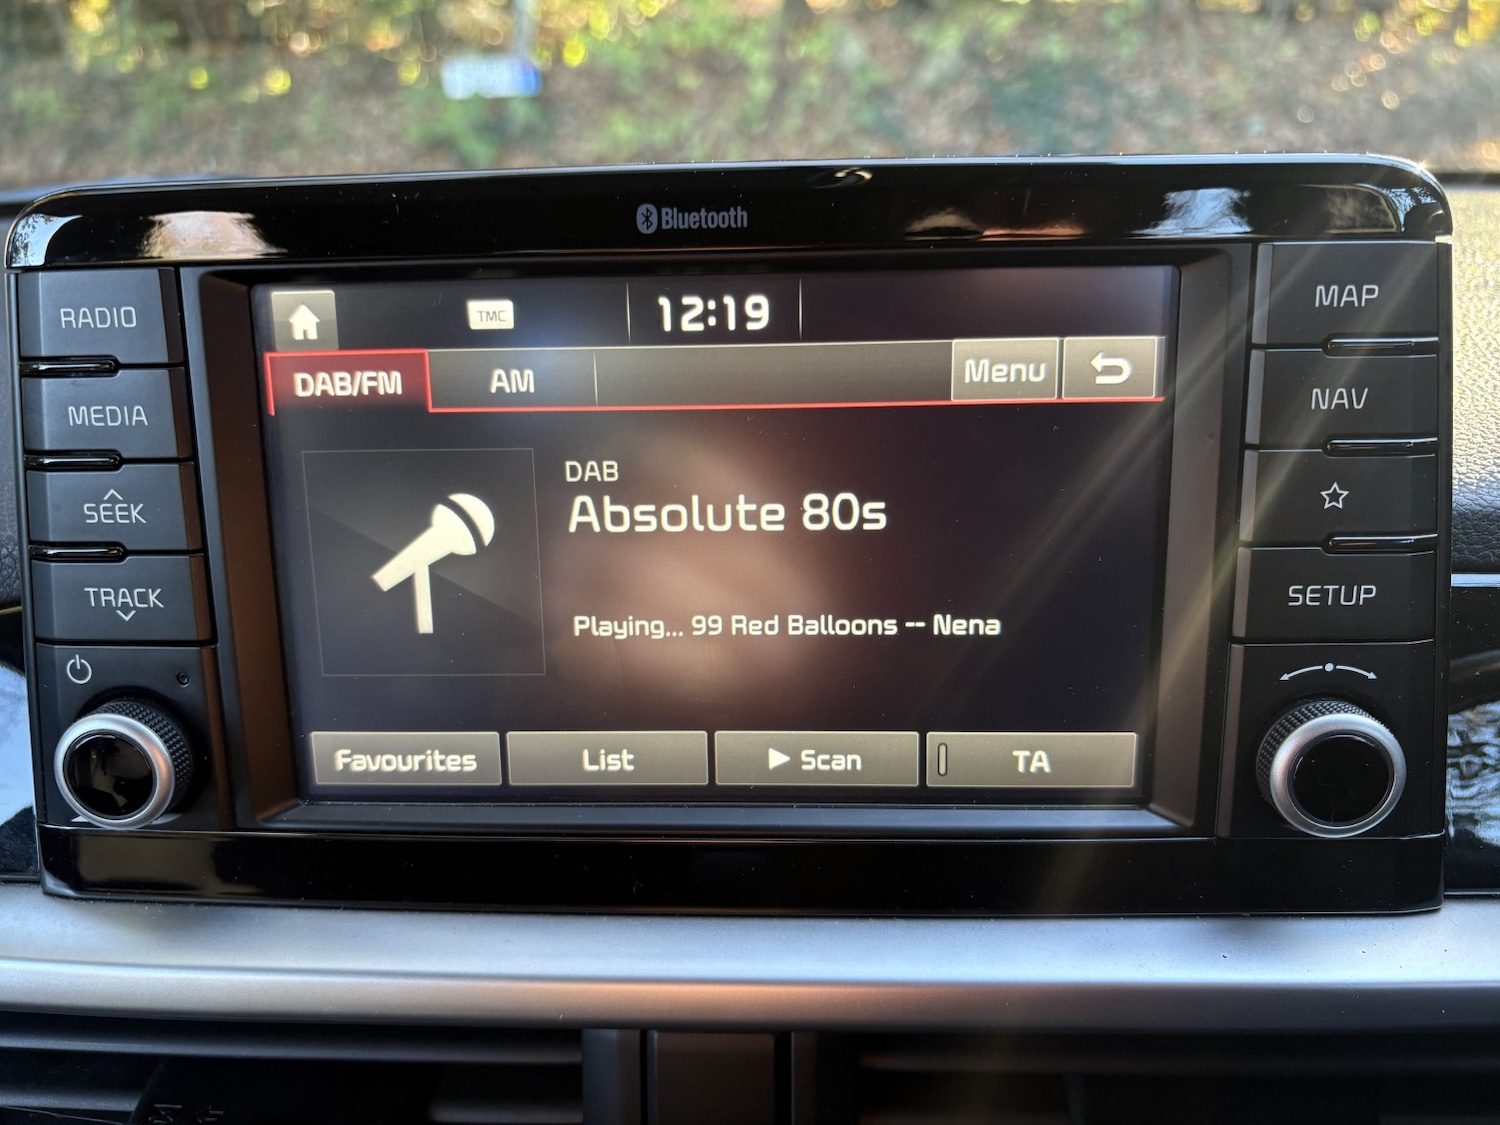 Bluetooth
RADIO
MEDIA
SEEK
TRACK
TMC
12:19
DAB/FM
AM
Menu
DAB
Absolute 80s
Playing... 99 Red Balloons -- Nena
Favourites
List
Scan
TA
MAP
NAV
SETUP